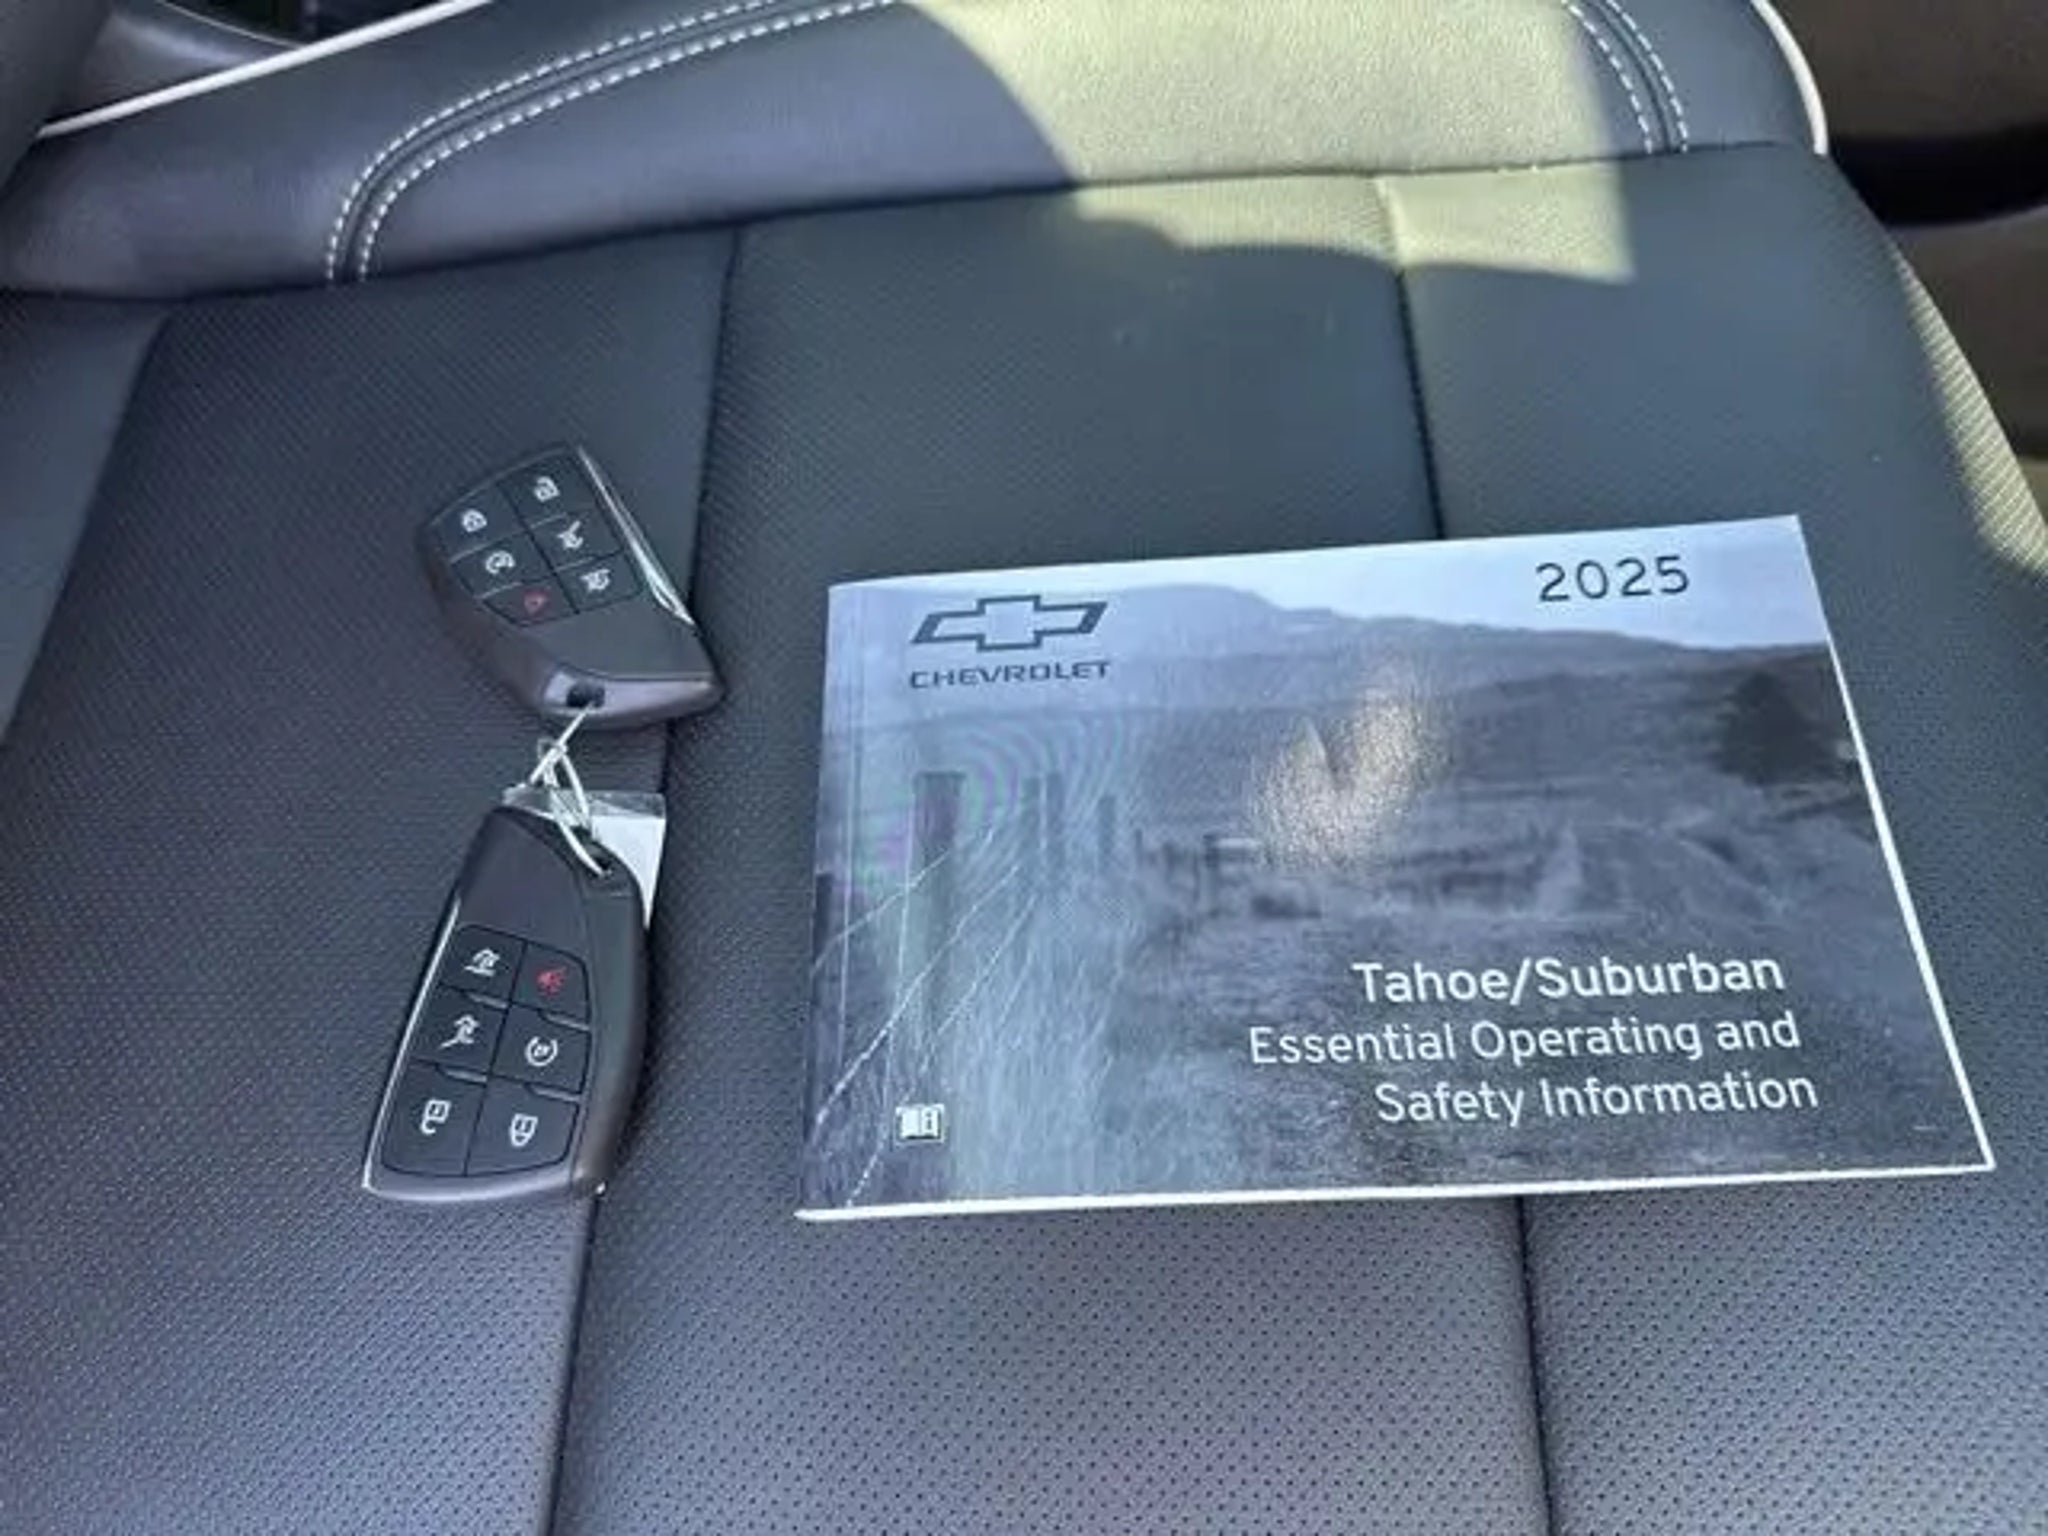 2025
CHEVROLET
Tahoe/Suburban
Essential Operating and
Safety Information